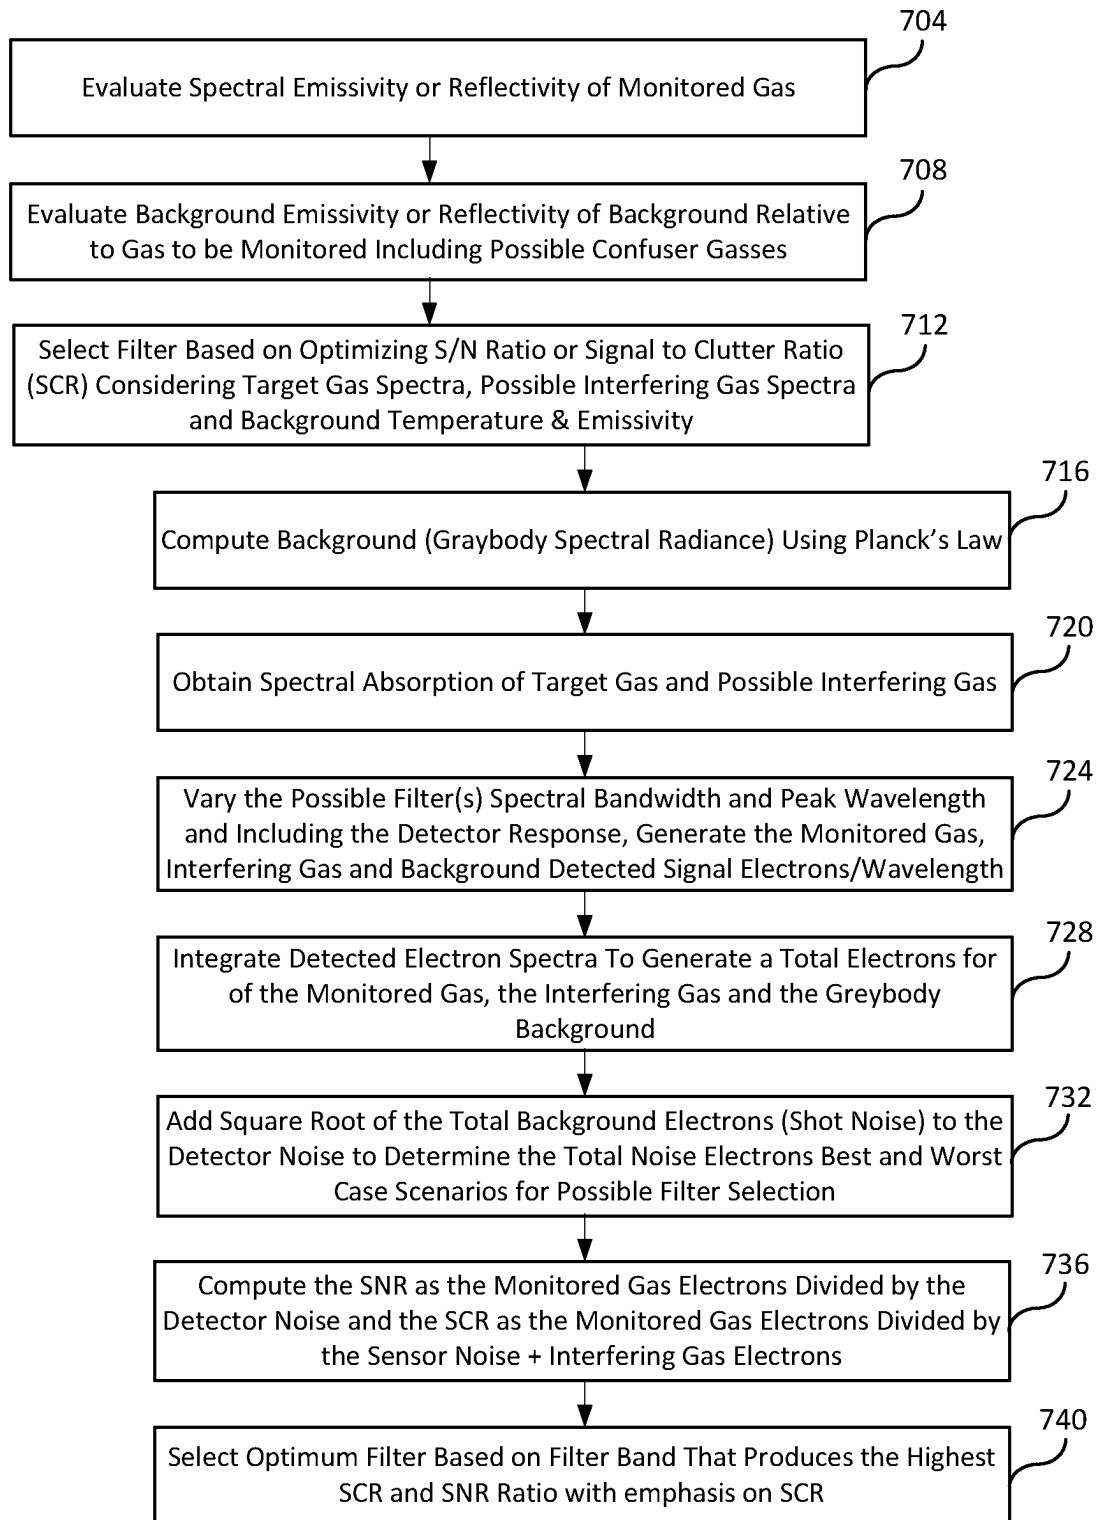 704
Evaluate Spectral Emissivity or Reflectivity of Monitored Gas
708
Evaluate Background Emissivity or Reflectivity of Background Relative
to Gas to be Monitored Including Possible Confuser Gasses
712
Select Filter Based on Optimizing S/N Ratio or Signal to Clutter Ratio
(SCR) Considering Target Gas Spectra, Possible Interfering Gas Spectra
and Background Temperature & Emissivity
716
Compute Background (Graybody Spectral Radiance) Using Planck's Law
720
Obtain Spectral Absorption of Target Gas and Possible Interfering Gas
724
Vary the Possible Filter(s) Spectral Bandwidth and Peak Wavelength
and Including the Detector Response, Generate the Monitored Gas,
Interfering Gas and Background Detected Signal Electrons/Wavelength
728
Integrate Detected Electron Spectra To Generate a Total Electrons for
of the Monitored Gas, the Interfering Gas and the Greybody
Background
732
Add Square Root of the Total Background Electrons (Shot Noise) to the
Detector Noise to Determine the Total Noise Electrons Best and Worst
Case Scenarios for Possible Filter Selection
736
Compute the SNR as the Monitored Gas Electrons Divided by the
Detector Noise and the SCR as the Monitored Gas Electrons Divided by
the Sensor Noise + Interfering Gas Electrons
740
Select Optimum Filter Based on Filter Band That Produces the Highest
SCR and SNR Ratio with emphasis on SCR